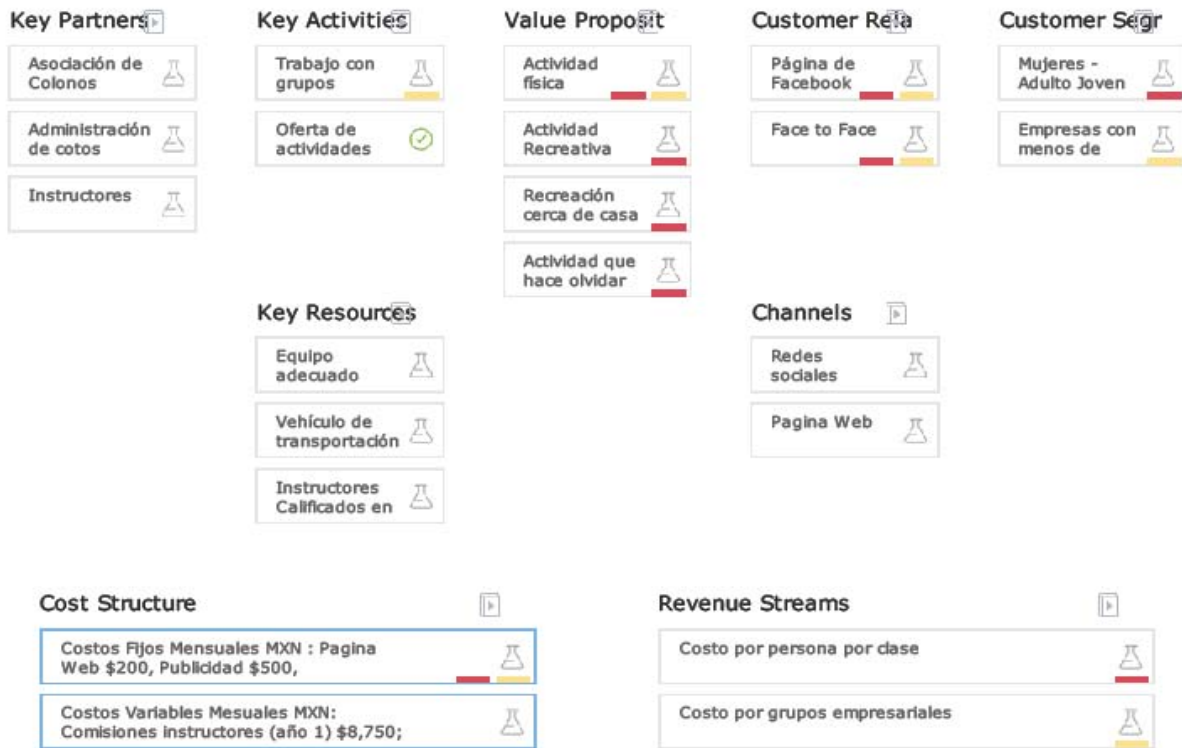 Key Partners
Asociación de
Colonos
Administración
de cotos
Instructores
Key Activities
Trabajo con
grupos
Oferta de
actividades
Key Resources
Equipo
adecuado
Vehículo de
transportación
Instructores
Calificados en
Value Proposit
Actividad
física
Actividad
Recreativa
Recreación
cerca de casa
Actividad que
hace olvidar
Customer Rela
Página de
Facebook
Face to Face
Channels
Redes
sociales
Pagina Web
Customer Segr
Mujeres -
Adulto Joven
Empresas con
menos de
Cost Structure
Costos Fijos Mensuales MXN : Pagina
Web $200, Publicidad $500,
Costos Variables Mesuales MXN:
Comisiones instructores (año 1) $8,750;
Revenue Streams
Costo por persona por clase
Costo por grupos empresariales